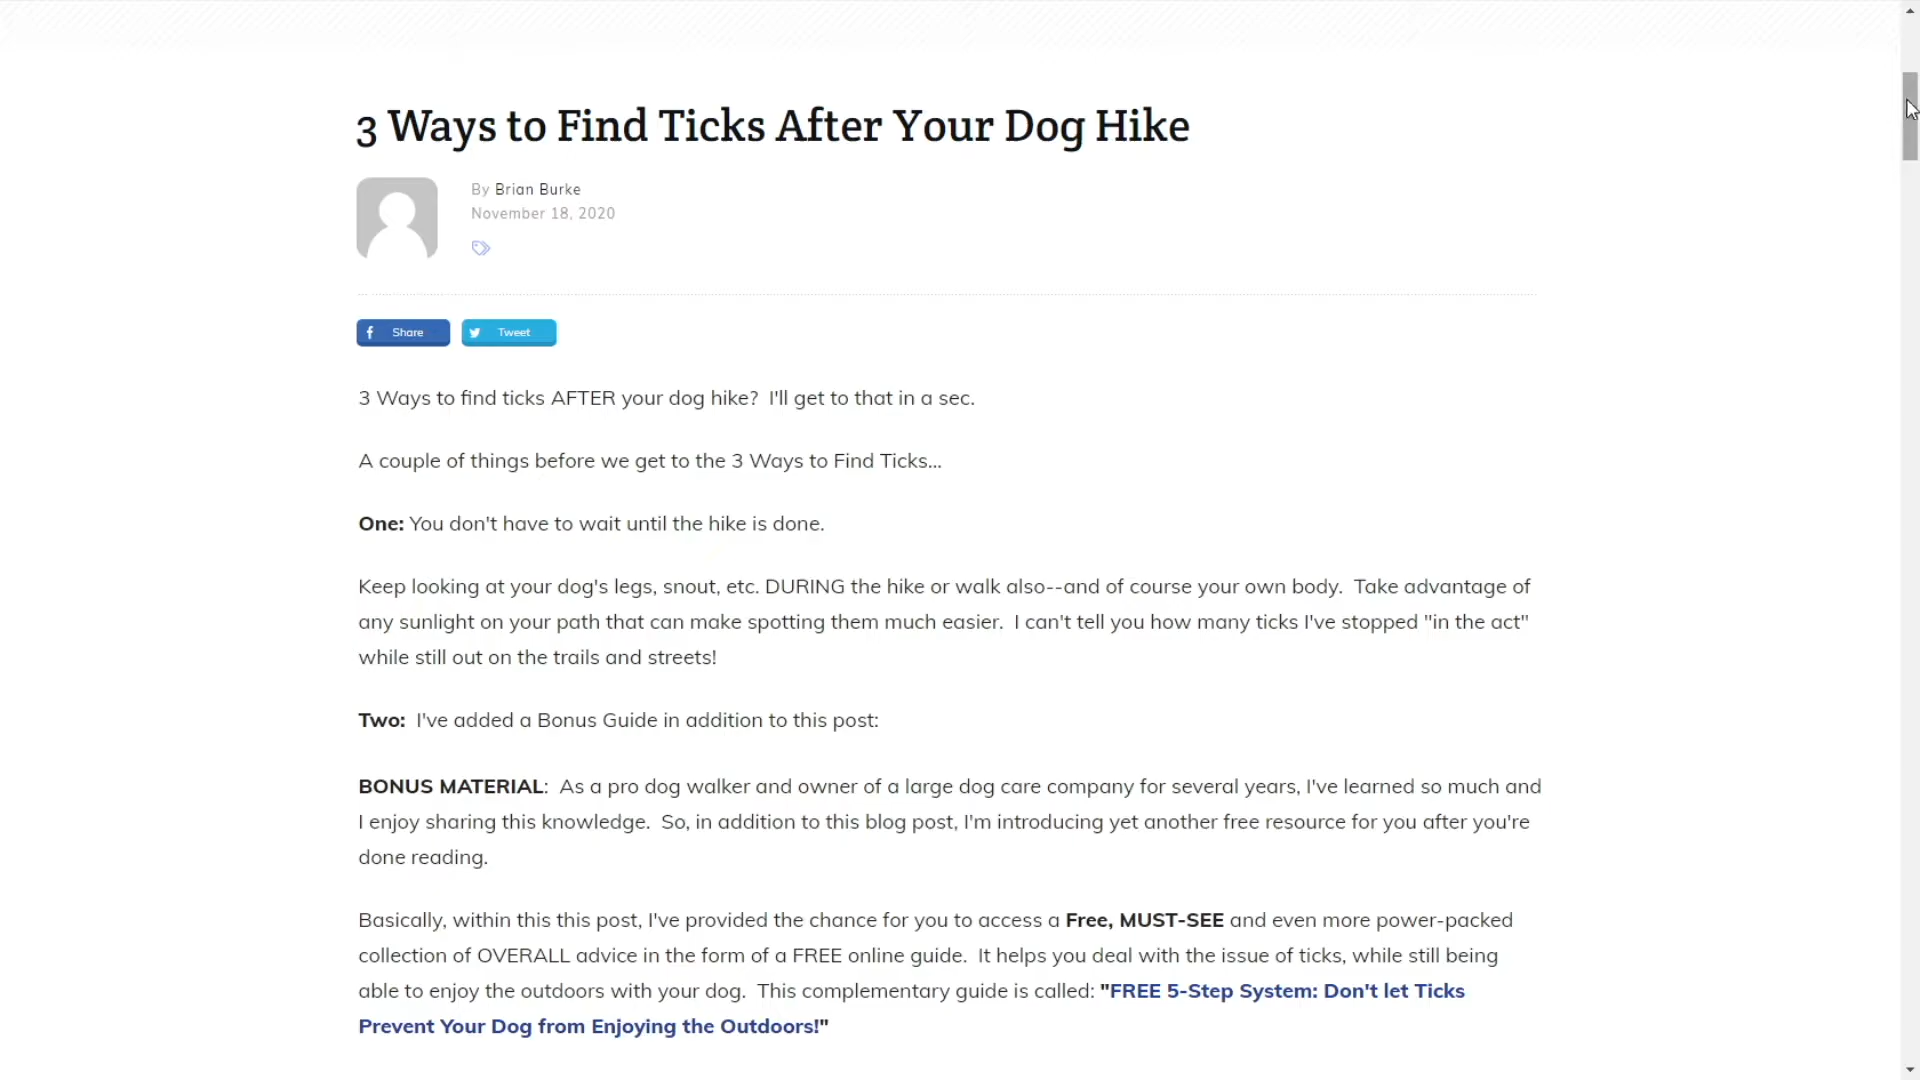 3 Ways to Find Ticks After Your Dog Hike
By Brian Burke
November 18, 2020
Share
Tweet
3 Ways to find ticks AFTER your dog hike?  I'll get to that in a sec.
A couple of things before we get to the 3 Ways to Find Ticks...
One: You don't have to wait until the hike is done.
Keep looking at your dog's legs, snout, etc. DURING the hike or walk also--and of course your own body.  Take advantage of
any sunlight on your path that can make spotting them much easier.  I can't tell you how many ticks I've stopped "in the act"
while still out on the trails and streets!
Two:  I've added a Bonus Guide in addition to this post:
BONUS MATERIAL:  As a pro dog walker and owner of a large dog care company for several years, I've learned so much and
I enjoy sharing this knowledge.  So, in addition to this blog post, I'm introducing yet another free resource for you after you're
done reading.
Basically, within this this post, I've provided the chance for you to access a Free, MUST-SEE and even more power-packed
collection of OVERALL advice in the form of a FREE online guide.  It helps you deal with the issue of ticks, while still being
able to enjoy the outdoors with your dog.  This complementary guide is called: "FREE 5-Step System: Don't let Ticks
Prevent Your Dog from Enjoying the Outdoors!"